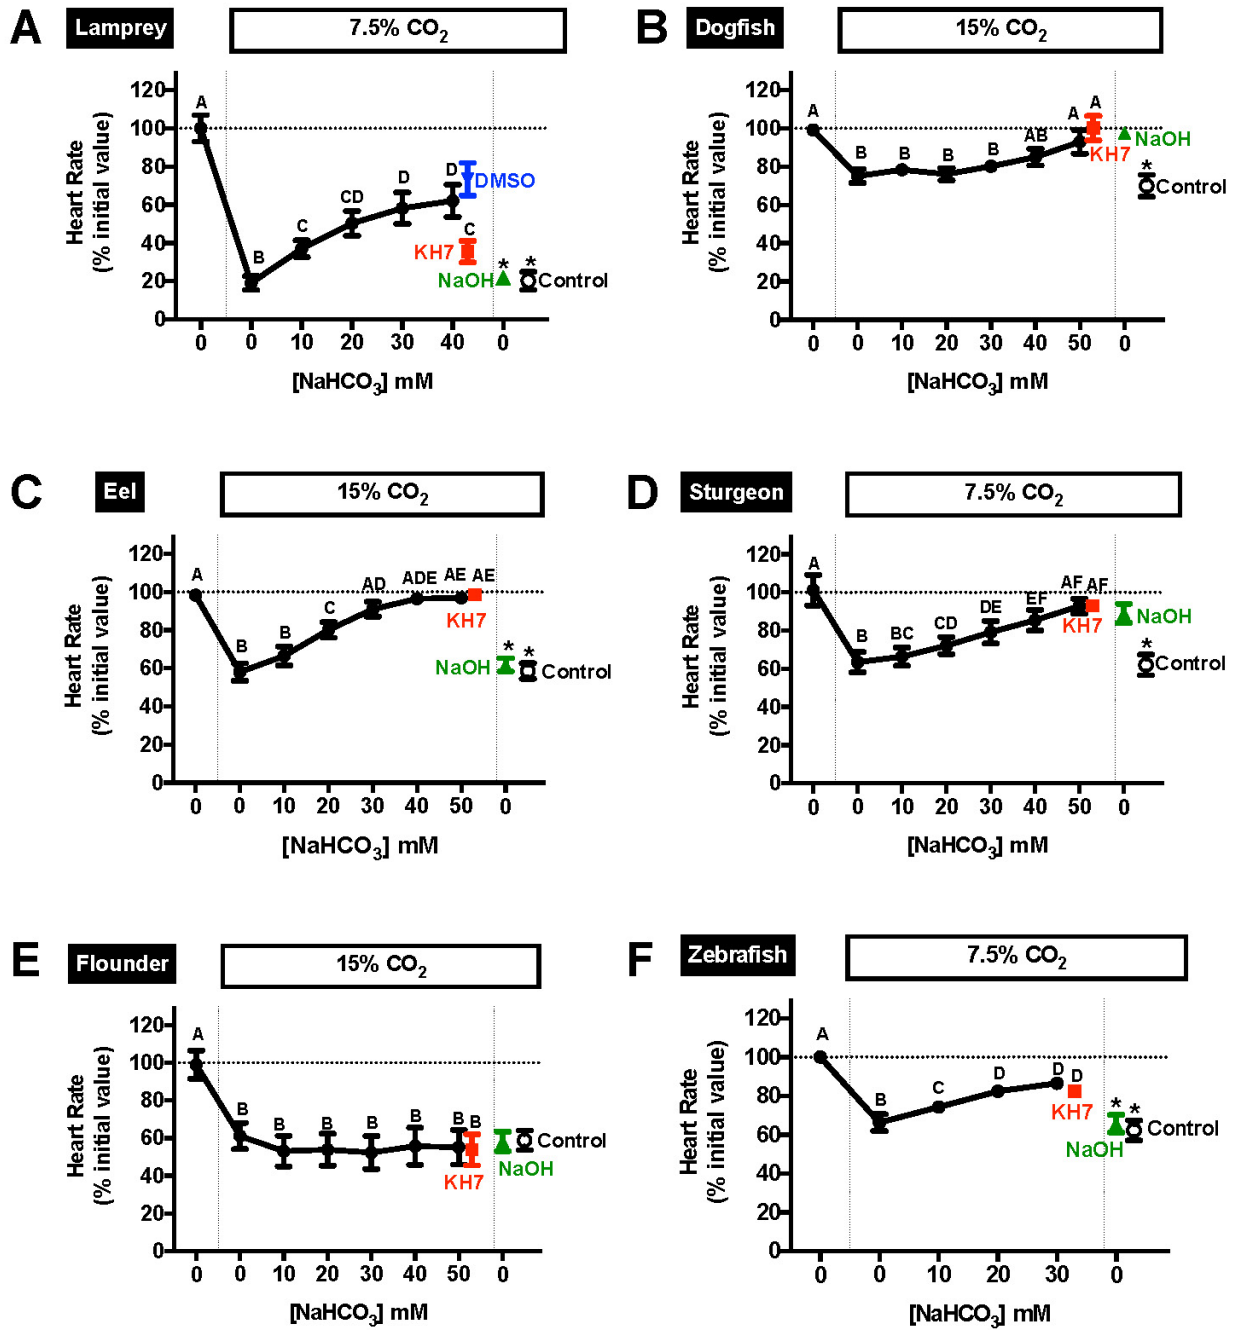 A Lamprey 7.5% CO2
Heart Rate
(% initial value)
120
100
80
60
40
20
0
A
B
C
CD
D
D
DMSO
C
KH7
*
*
NaOH
Control
0 0 10 20 30 40 0
[NaHCO3] mM
B Dogfish 15% CO2
Heart Rate
(% initial value)
120
100
80
60
40
20
0
A
B
B
B
B
AB
A
A
KH7
NaOH
*
Control
0 0 10 20 30 40 50 0
[NaHCO3] mM
C Eel 15% CO2
Heart Rate
(% initial value)
120
100
80
60
40
20
0
A
B
B
C
AD
ADE
AE
AE
KH7
NaOH
*
*
Control
0 0 10 20 30 40 50 0
[NaHCO3] mM
D Sturgeon 7.5% CO2
Heart Rate
(% initial value)
120
100
80
60
40
20
0
A
B
BC
CD
DE
EF
AF
AF
KH7
NaOH
*
Control
0 0 10 20 30 40 50 0
[NaHCO3] mM
E Flounder 15% CO2
Heart Rate
(% initial value)
120
100
80
60
40
20
0
A
B
B
B
B
B
B
B
KH7
NaOH
Control
0 0 10 20 30 40 50 0
[NaHCO3] mM
F Zebrafish 7.5% CO2
Heart Rate
(% initial value)
120
100
80
60
40
20
0
A
B
C
D
D
D
KH7
*
*
NaOH
Control
0 0 10 20 30 0
[NaHCO3] mM